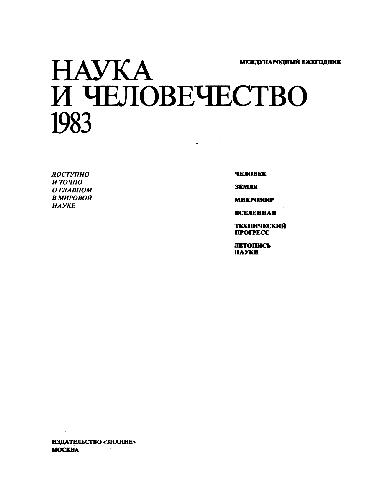 НАУКА
И ЧЕЛОВЕЧЕСТВО
1983
МЕЖДУНАРОДНЫЙ ЕЖЕГОДНИК
ДОСТУПНО
И ТОЧНО
О ГЛАВНОМ
В МИРОВОЙ
НАУКЕ
ЧЕЛОВЕК
ЗЕМЛЯ
МИКРОМИР
ВСЕЛЕННАЯ
ТЕХНИЧЕСКИЙ
ПРОГРЕСС
ЛЕТОПИСЬ
НАУКИ
ИЗДАТЕЛЬСТВО «ЗНАНИЕ»
МОСКВА